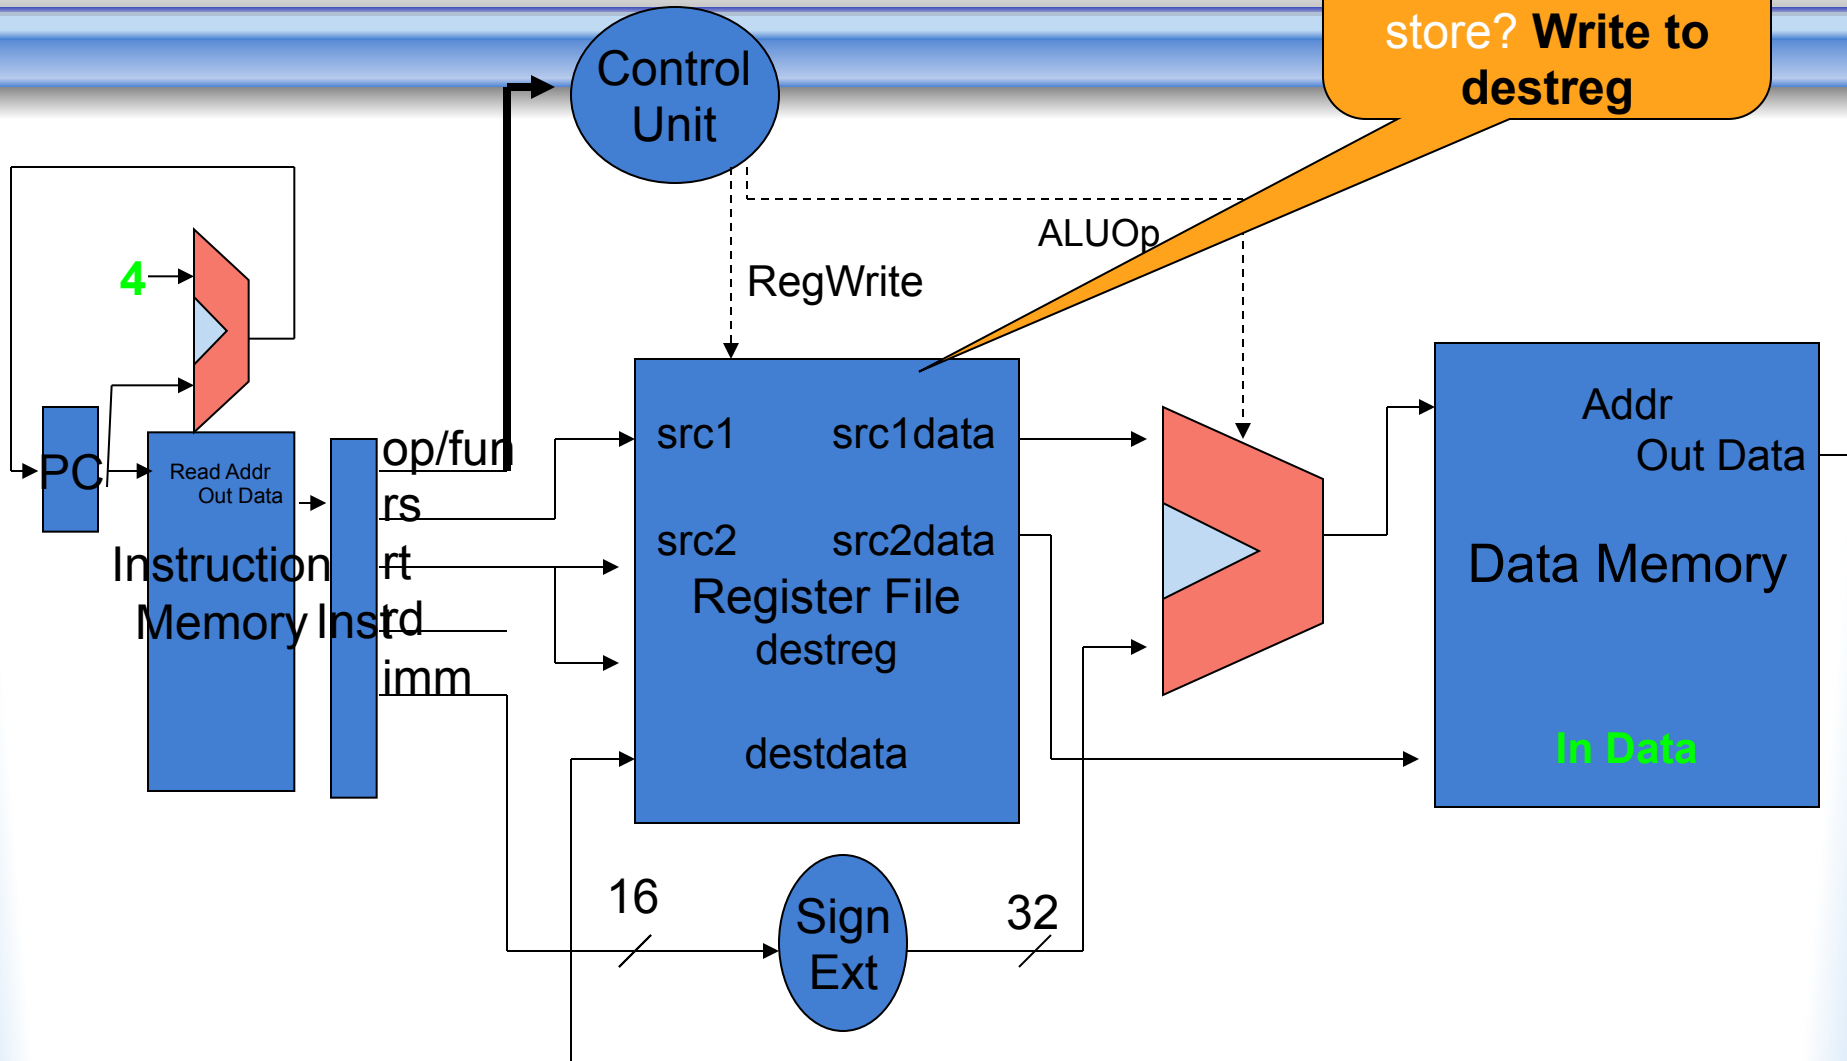 store? Write to
destreg
Control
Unit
ALUOp
4
RegWrite
PC
Read Addr
Out Data
Instruction
Memory
Inst
op/fun
rs
rt
rd
imm
src1
src1data
src2
src2data
Register File
destreg
destdata
Addr
Out Data
Data Memory
In Data
16
Sign
Ext
32